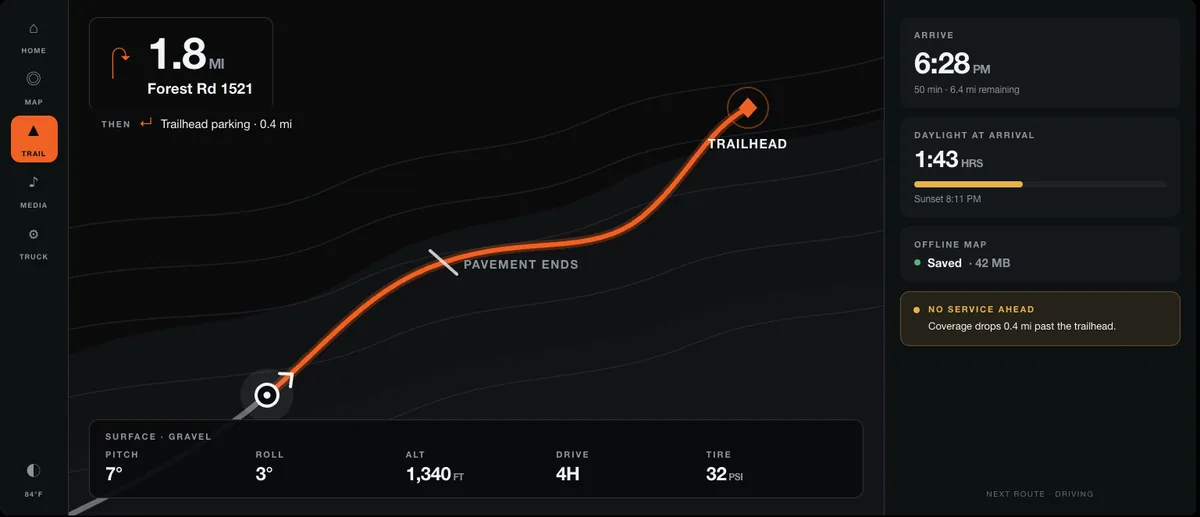 HOME
MAP
TRAIL
MEDIA
TRUCK
84°F
1.8 MI
Forest Rd 1521
THEN Trailhead parking · 0.4 mi
TRAILHEAD
PAVEMENT ENDS
SURFACE · GRAVEL
PITCH ROLL ALT DRIVE TIRE
7° 3° 1,340 FT 4H 32 PSI
ARRIVE
6:28 PM
50 min · 6.4 mi remaining
DAYLIGHT AT ARRIVAL
1:43 HRS
Sunset 8:11 PM
OFFLINE MAP
Saved · 42 MB
NO SERVICE AHEAD
Coverage drops 0.4 mi past the trailhead.
NEXT ROUTE · DRIVING